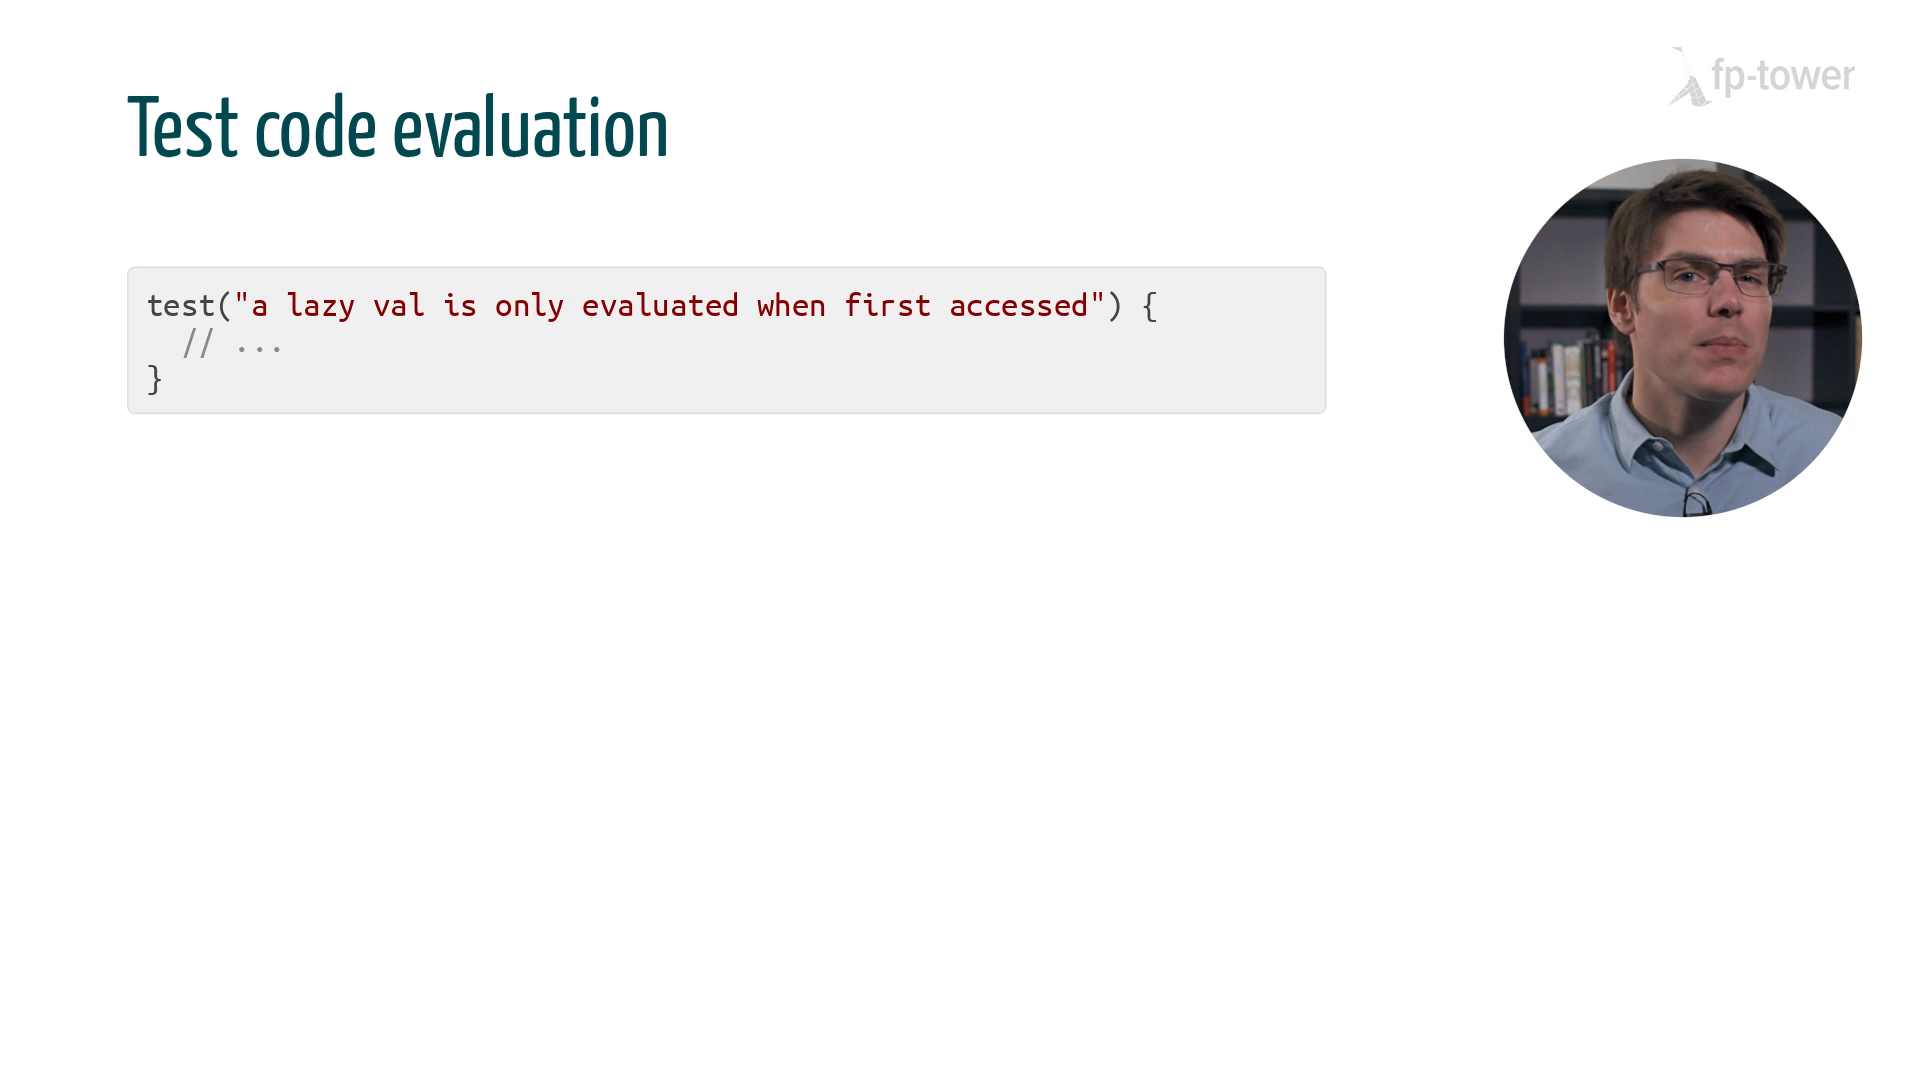 fp-tower
Test code evaluation
test("a lazy val is only evaluated when first accessed") {
  // ...
}